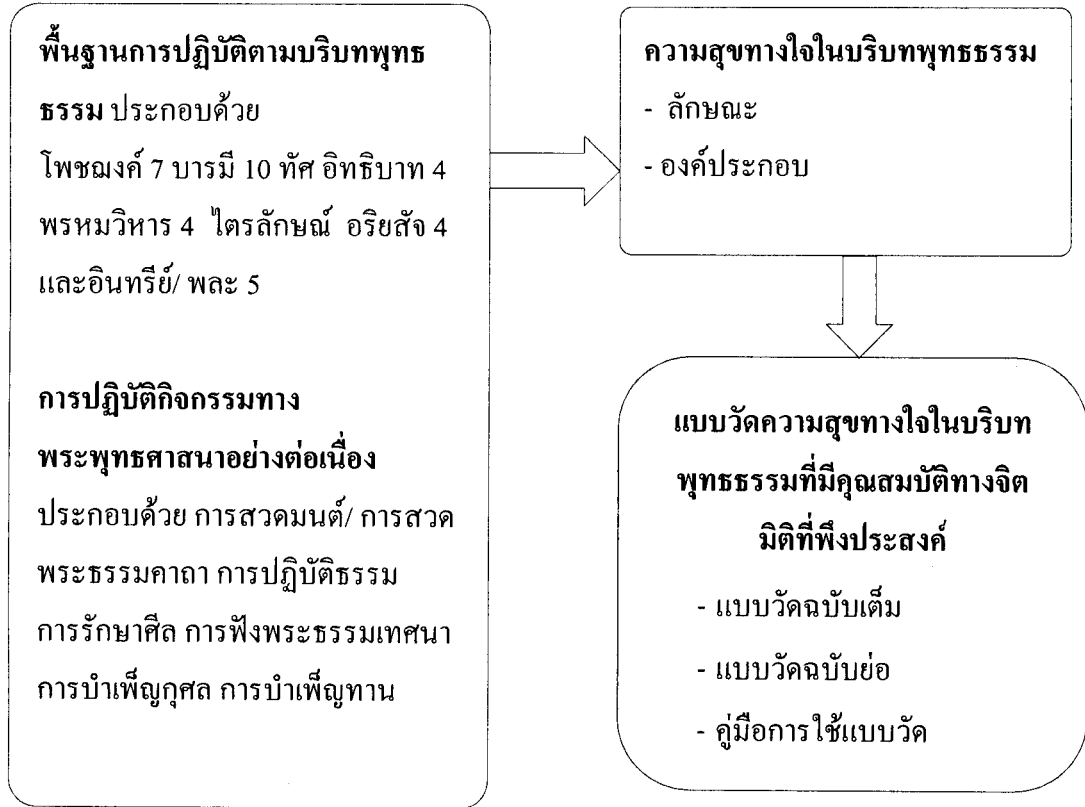 พื้นฐานการปฏิบัติตามบริบทพุทธ
ธรรม ประกอบด้วย
โพชฌงค์ 7 บารมี 10 ทัศ อิทธิบาท 4
พรหมวิหาร 4 ไตรลักษณ์ อริยสัจ 4
และอินทรีย์/ พละ 5
การปฏิบัติกิจกรรมทาง
พระพุทธศาสนาอย่างต่อเนื่อง
ประกอบด้วย การสวดมนต์/ การสวด
พระธรรมคาถา การปฏิบัติธรรม
การรักษาศีล การฟังพระธรรมเทศนา
การบำเพ็ญกุศล การบำเพ็ญทาน
ความสุขทางใจในบริบทพุทธธรรม
- ลักษณะ
- องค์ประกอบ
แบบวัดความสุขทางใจในบริบท
พุทธธรรมที่มีคุณสมบัติทางจิต
มิติที่พึงประสงค์
- แบบวัดฉบับเต็ม
- แบบวัดฉบับย่อ
- คู่มือการใช้แบบวัด